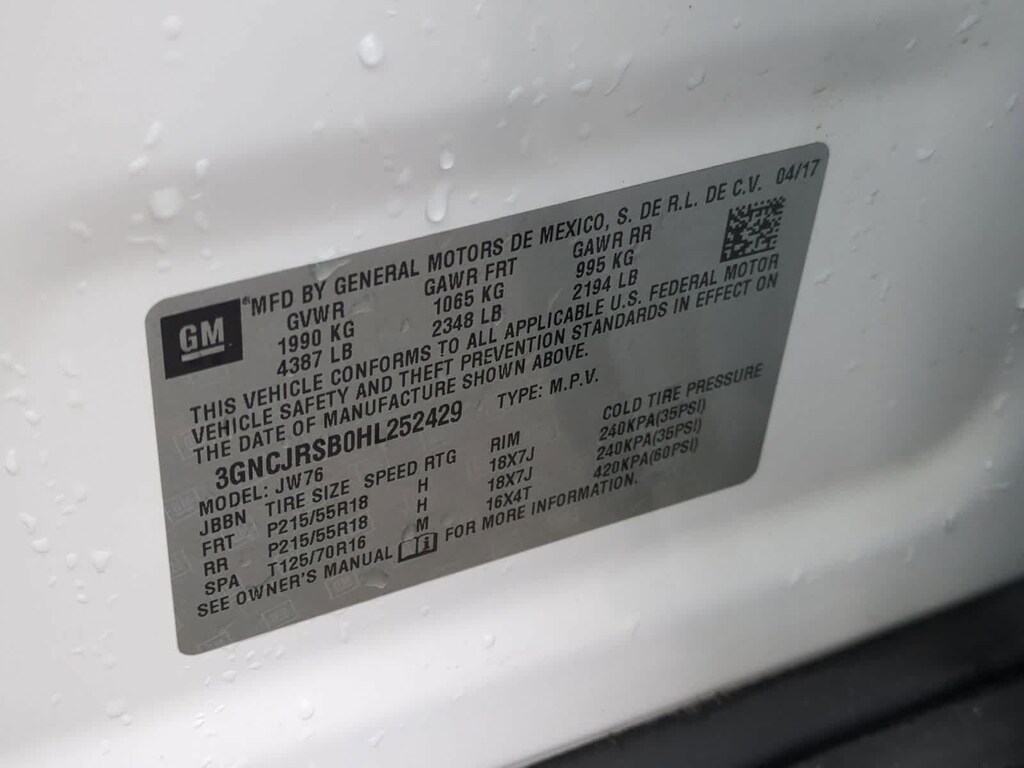 GM
®MFD BY GENERAL MOTORS DE MEXICO, S. DE R.L. DE C.V. 04/17
GVWR GAWR FRT GAWR RR
1990 KG 1065 KG 995 KG
4387 LB 2348 LB 2194 LB
THIS VEHICLE CONFORMS TO ALL APPLICABLE U.S. FEDERAL MOTOR
VEHICLE SAFETY AND THEFT PREVENTION STANDARDS IN EFFECT ON
THE DATE OF MANUFACTURE SHOWN ABOVE.
3GNCJRSB0HL252429 TYPE: M.P.V.
MODEL: JW76
JBBN TIRE SIZE SPEED RTG RIM COLD TIRE PRESSURE
FRT P215/55R18 H 18X7J 240KPA(35PSI)
RR P215/55R18 H 18X7J 240KPA(35PSI)
SPA T125/70R16 M 16X4T 420KPA(60PSI)
SEE OWNER'S MANUAL FOR MORE INFORMATION.